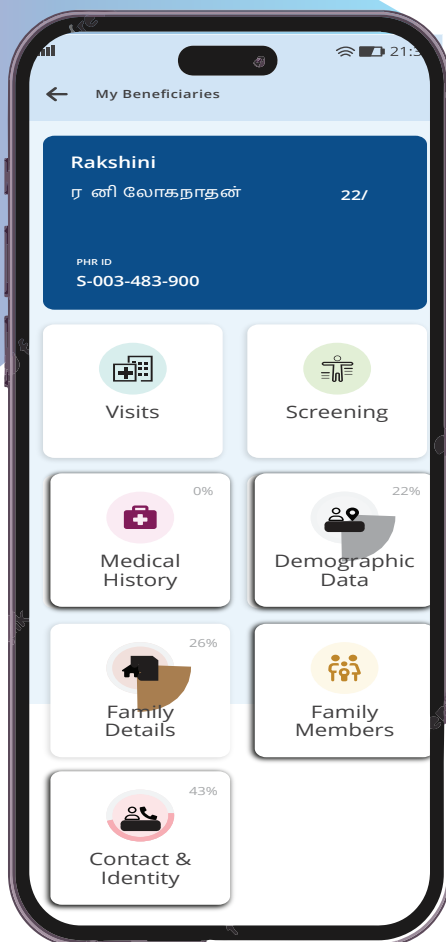 21:3
My Beneficiaries
Rakshini
ர னி லோகநாதன்
22/
PHR ID
S-003-483-900
Visits
Screening
0%
Medical
History
22%
Demographic
Data
26%
Family
Details
Family
Members
43%
Contact &
Identity